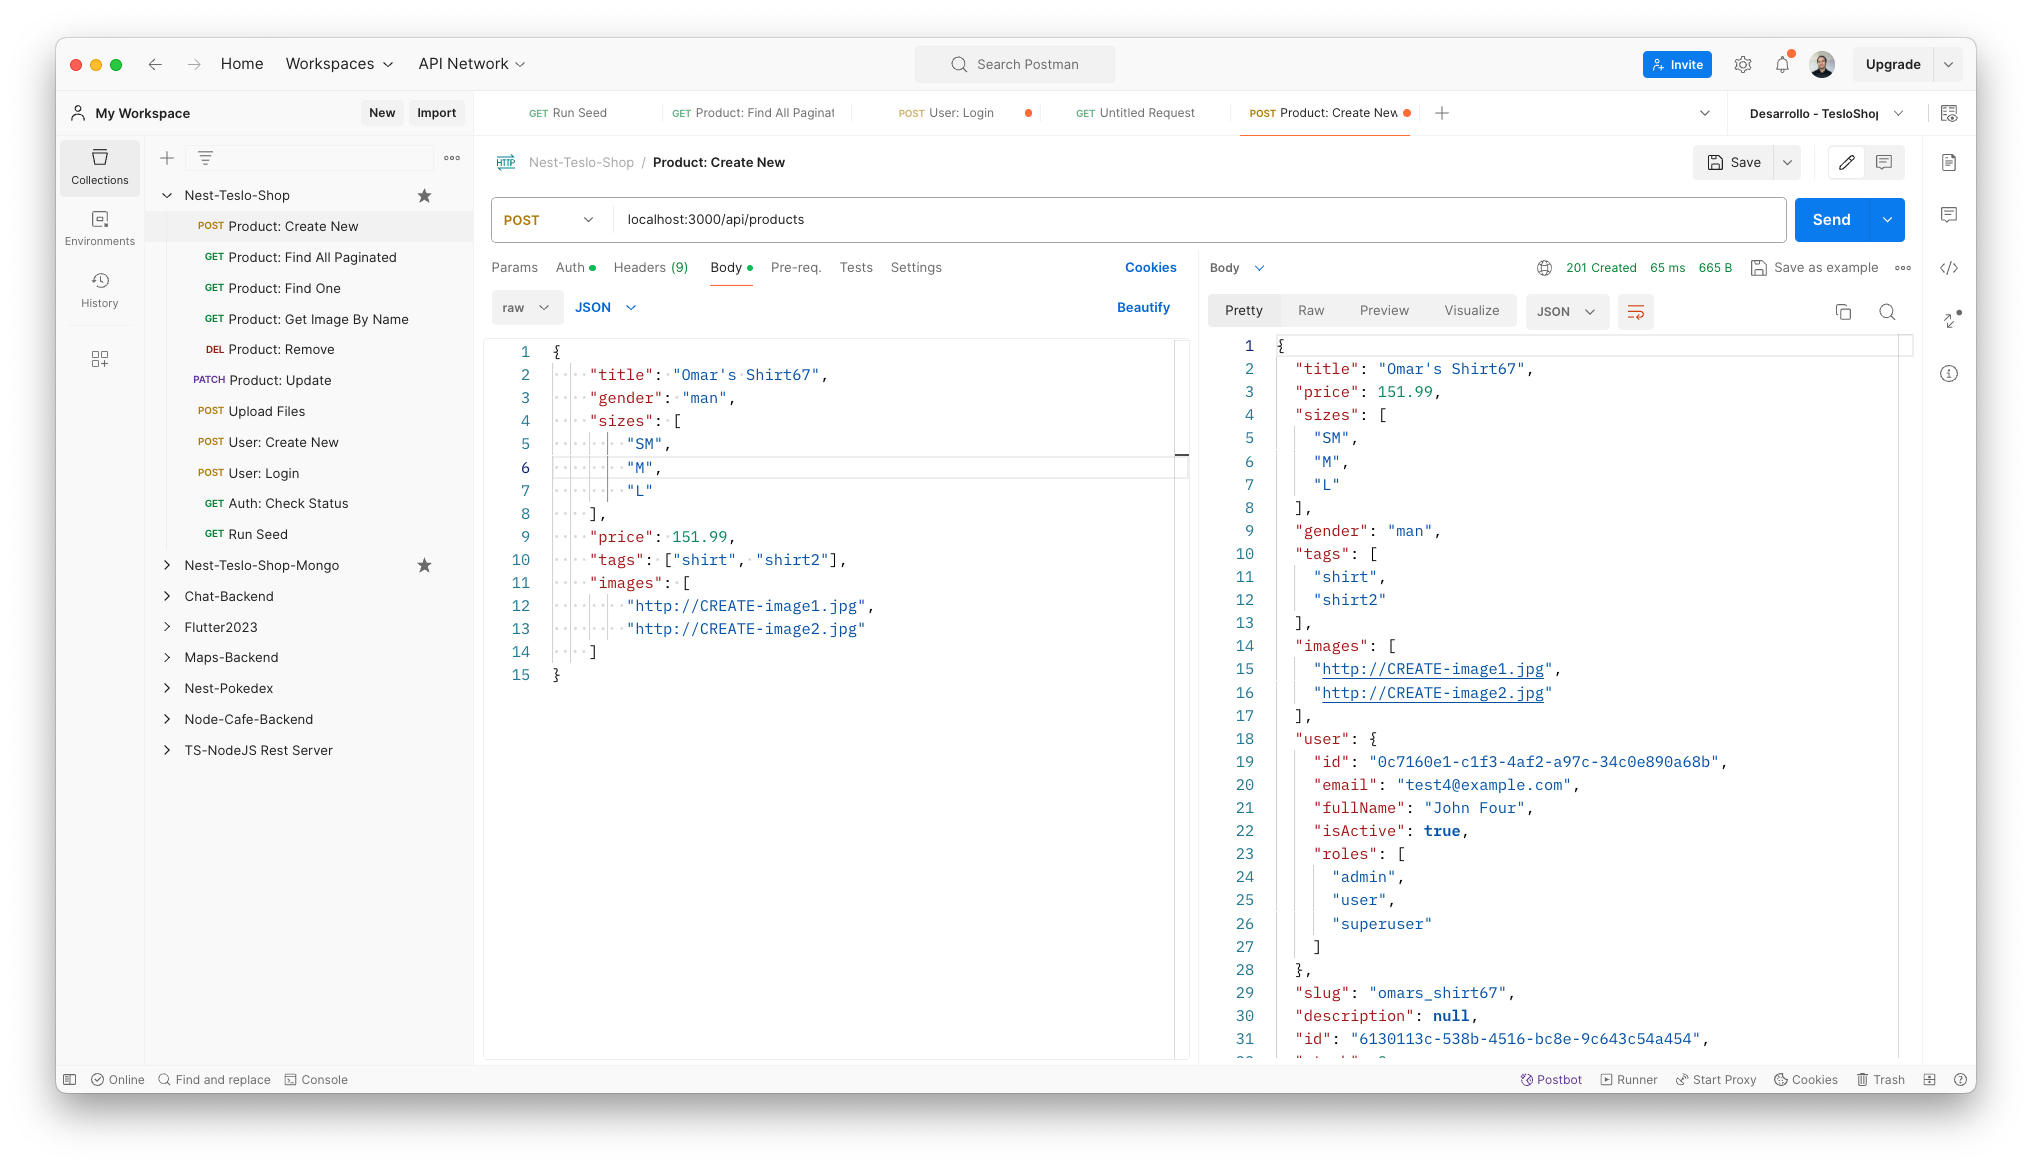 Home Workspaces API Network Search Postman Invite Upgrade
My Workspace New Import
GET Run Seed
GET Product: Find All Paginat
POST User: Login
GET Untitled Request
POST Product: Create New
Desarrollo - TesloShop
Collections
Environments
History
Nest-Teslo-Shop
POST Product: Create New
GET Product: Find All Paginated
GET Product: Find One
GET Product: Get Image By Name
DEL Product: Remove
PATCH Product: Update
POST Upload Files
POST User: Create New
POST User: Login
GET Auth: Check Status
GET Run Seed
Nest-Teslo-Shop-Mongo
Chat-Backend
Flutter2023
Maps-Backend
Nest-Pokedex
Node-Cafe-Backend
TS-NodeJS Rest Server
HTTP Nest-Teslo-Shop / Product: Create New
Save
POST localhost:3000/api/products
Send
Params Auth Headers (9) Body Pre-req. Tests Settings Cookies
raw JSON Beautify
1 {
2 "title": "Omar's Shirt67",
3 "gender": "man",
4 "sizes": [
5 "SM",
6 "M",
7 "L"
8 ],
9 "price": 151.99,
10 "tags": ["shirt", "shirt2"],
11 "images": [
12 "http://CREATE-image1.jpg",
13 "http://CREATE-image2.jpg"
14 ]
15 }
Body 201 Created 65 ms 665 B Save as example
Pretty Raw Preview Visualize JSON
1 {
2 "title": "Omar's Shirt67",
3 "price": 151.99,
4 "sizes": [
5 "SM",
6 "M",
7 "L"
8 ],
9 "gender": "man",
10 "tags": [
11 "shirt",
12 "shirt2"
13 ],
14 "images": [
15 "http://CREATE-image1.jpg",
16 "http://CREATE-image2.jpg"
17 ],
18 "user": {
19 "id": "0c7160e1-c1f3-4af2-a97c-34c0e890a68b",
20 "email": "test4@example.com",
21 "fullName": "John Four",
22 "isActive": true,
23 "roles": [
24 "admin",
25 "user",
26 "superuser"
27 ]
28 },
29 "slug": "omars_shirt67",
30 "description": null,
31 "id": "6130113c-538b-4516-bc8e-9c643c54a454",
Online Find and replace Console Postbot Runner Start Proxy Cookies Trash